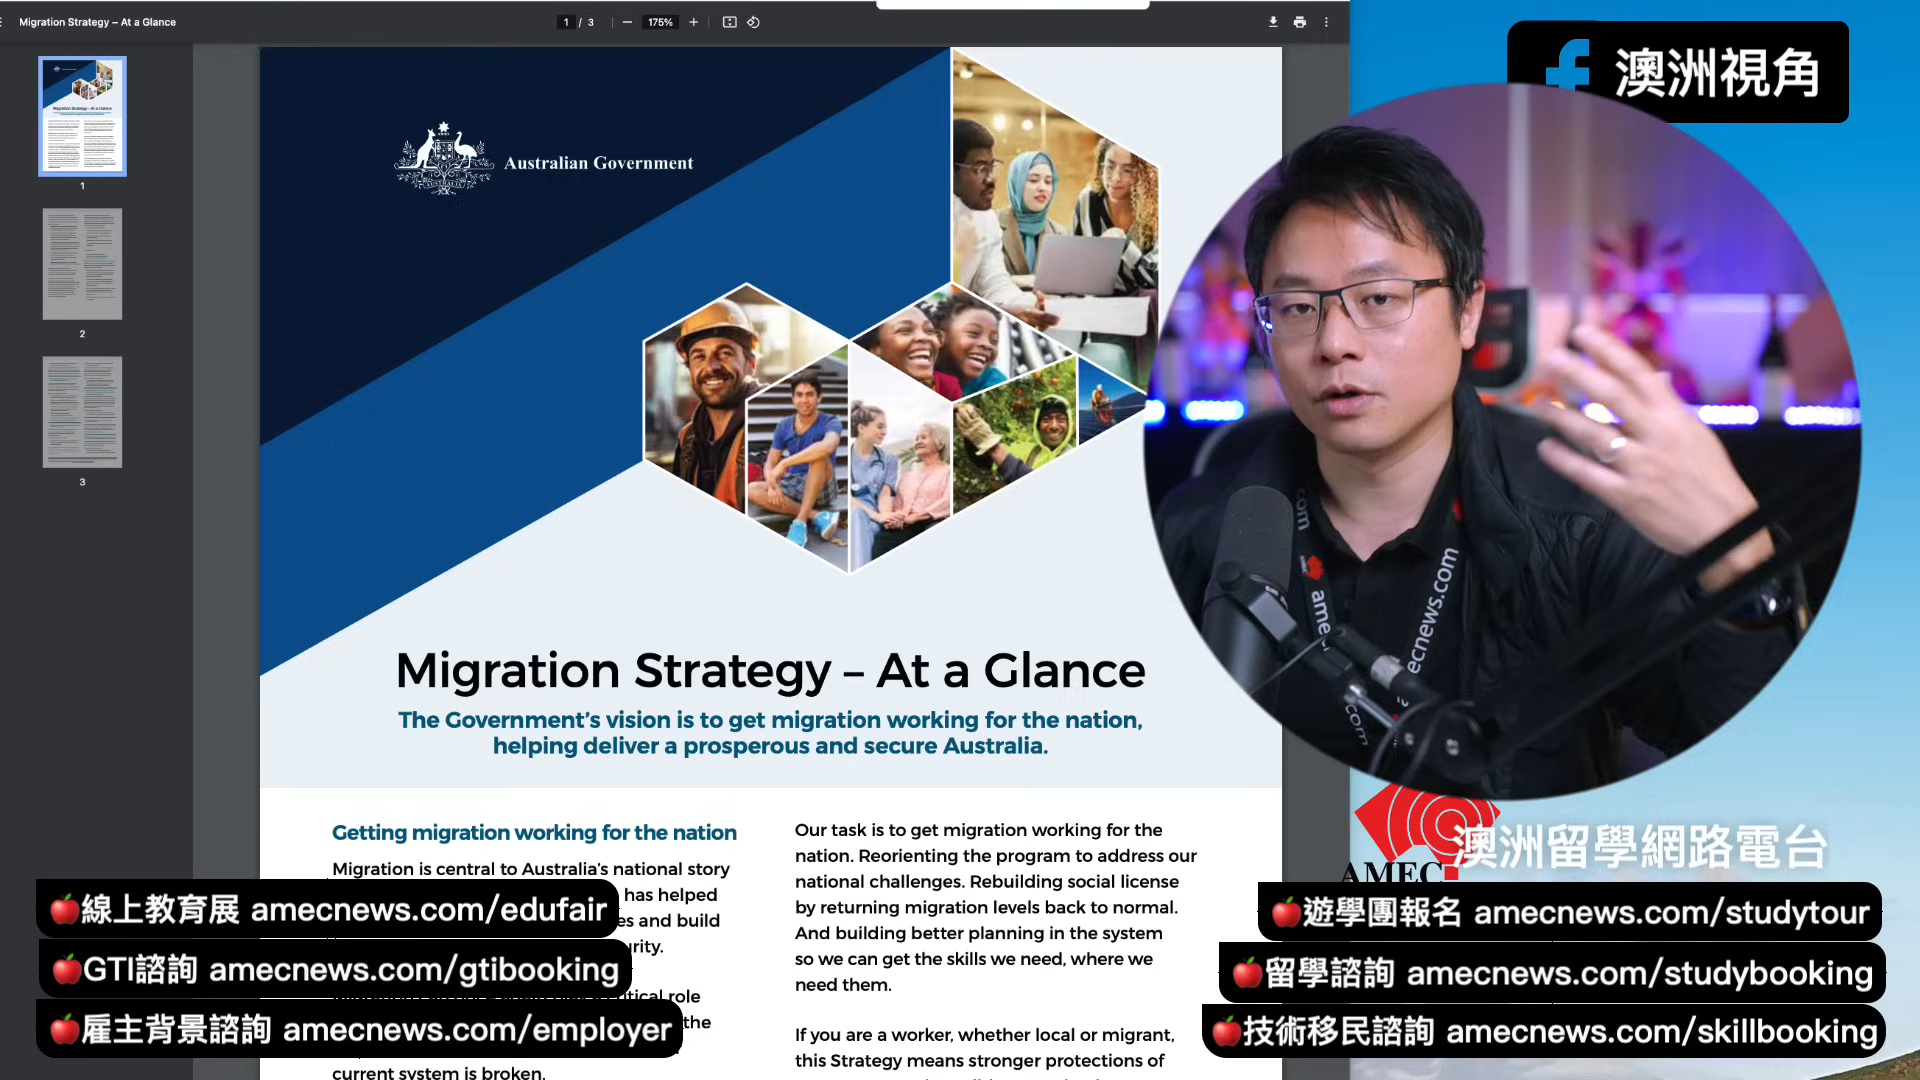 Migration Strategy – At a Glance
1 / 3
175%
澳洲視角
1
2
3
Australian Government
Migration Strategy – At a Glance
The Government's vision is to get migration working for the nation,
helping deliver a prosperous and secure Australia.
Getting migration working for the nation
Migration is central to Australia's national story
has helped
and build
current system is broken.
Our task is to get migration working for the
nation. Reorienting the program to address our
national challenges. Rebuilding social license
by returning migration levels back to normal.
And building better planning in the system
so we can get the skills we need, where we
need them.
If you are a worker, whether local or migrant,
this Strategy means stronger protections of
role
the
ecnews.com
com
AMEC
澳洲留學網路電台
線上教育展 amecnews.com/edufair
GTI諮詢 amecnews.com/gtibooking
雇主背景諮詢 amecnews.com/employer
遊學團報名 amecnews.com/studytour
留學諮詢 amecnews.com/studybooking
技術移民諮詢 amecnews.com/skillbooking